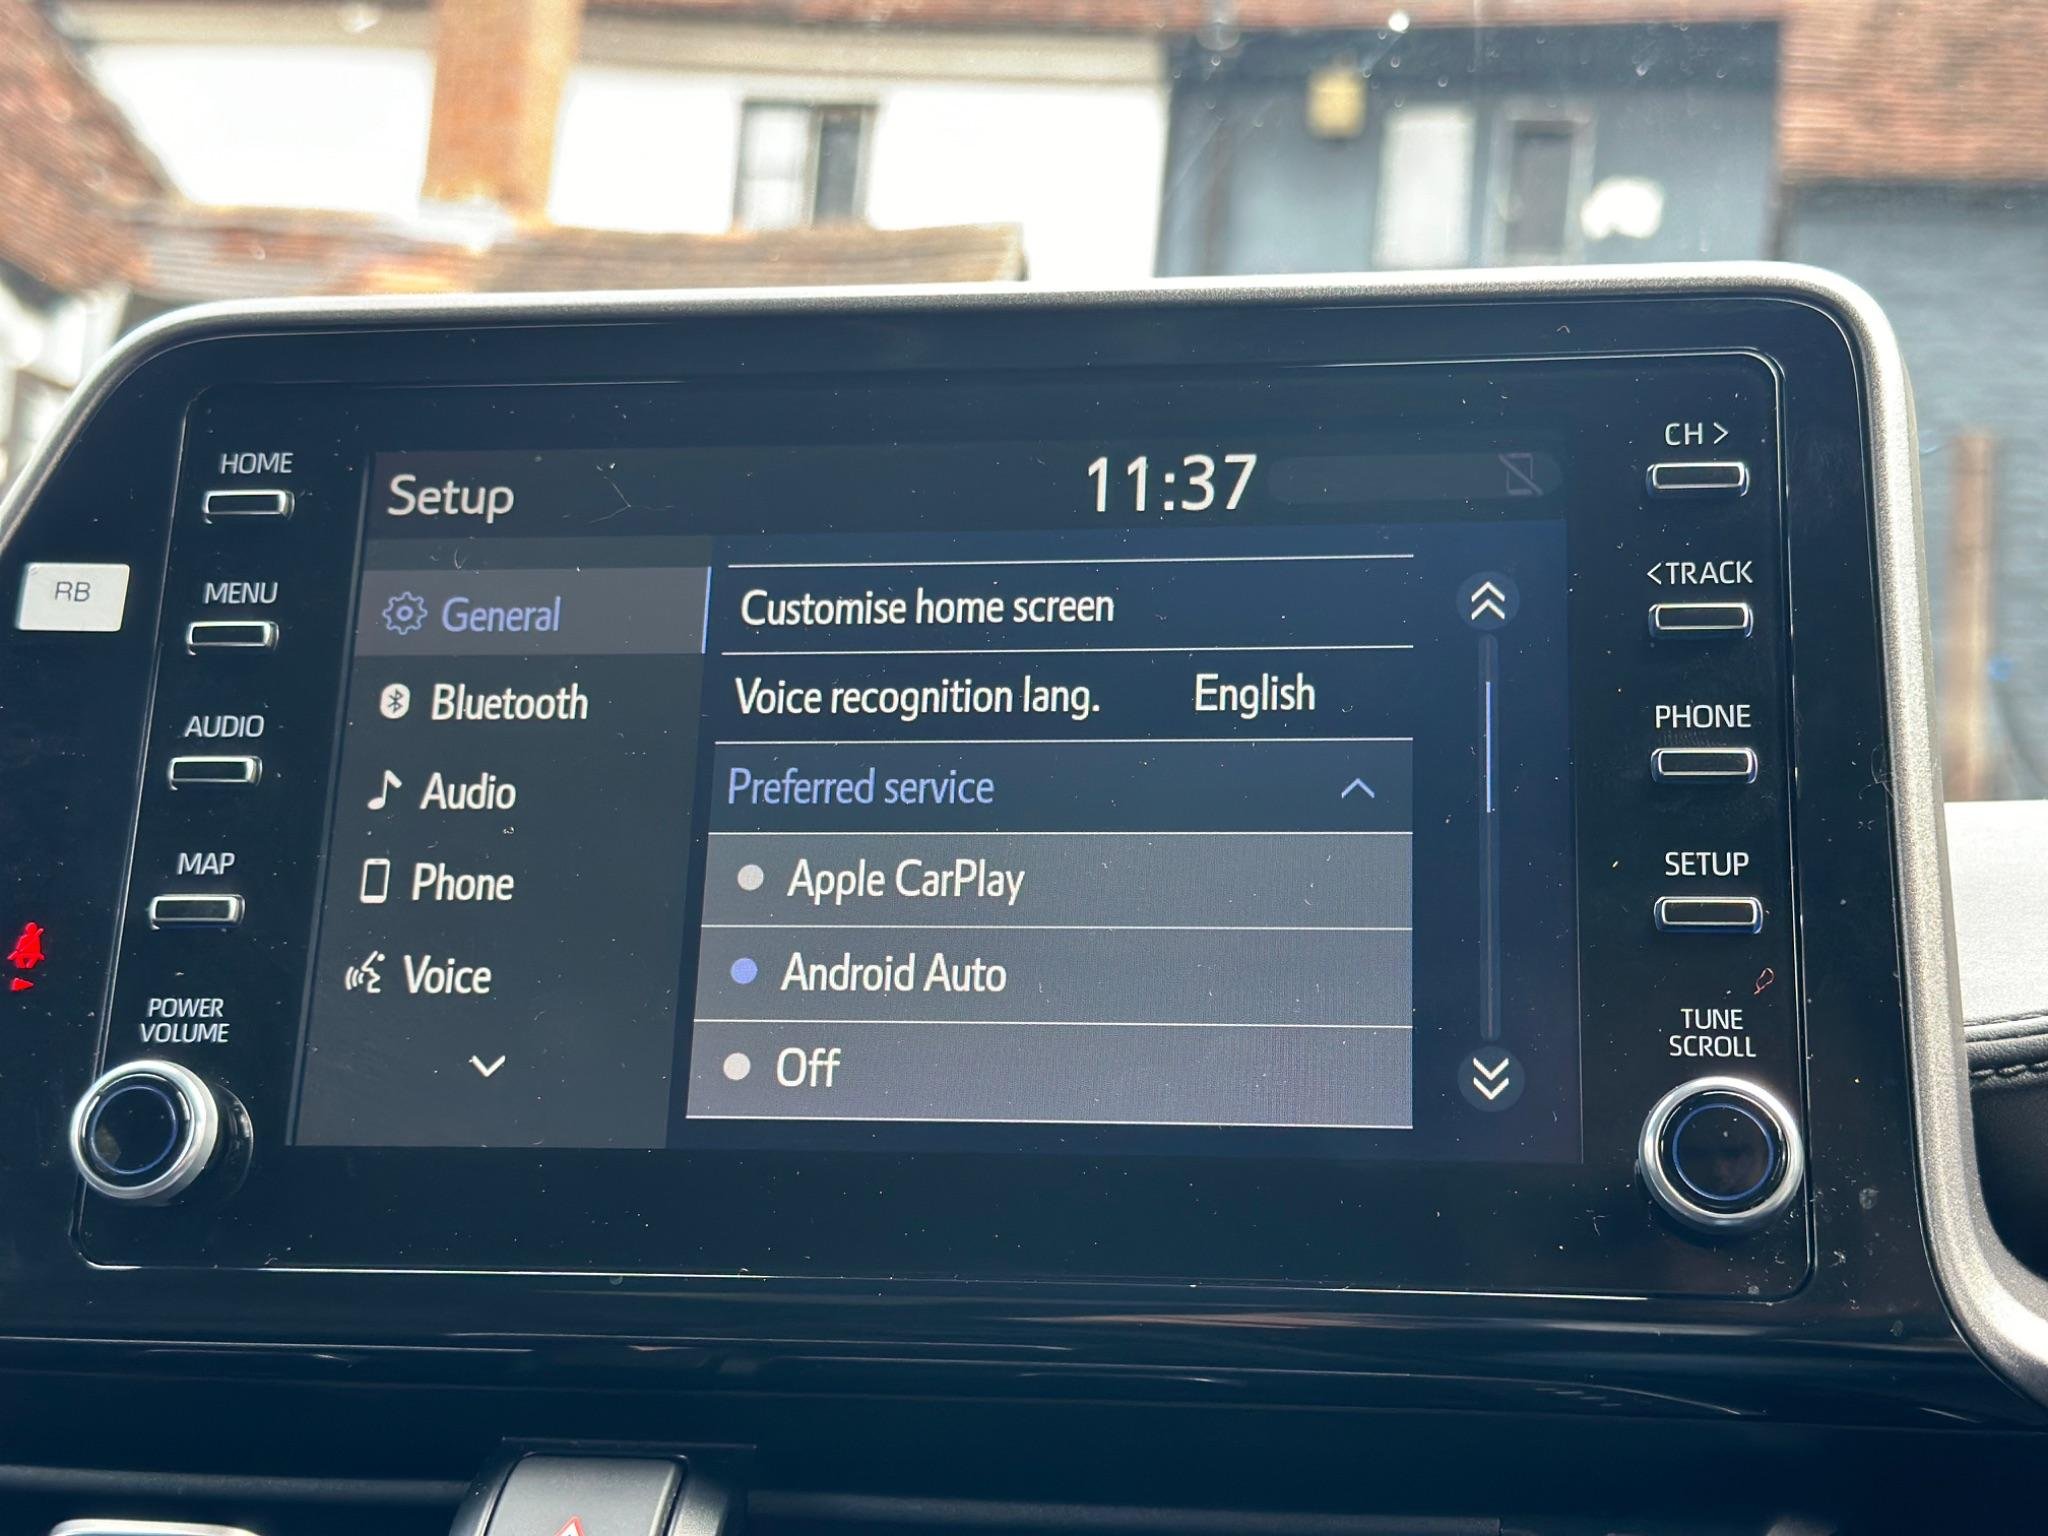 HOME
MENU
AUDIO
MAP
POWER
VOLUME
RB
Setup
11:37
General
Bluetooth
Audio
Phone
Voice
Customise home screen
Voice recognition lang. English
Preferred service
Apple CarPlay
Android Auto
Off
CH >
<TRACK
PHONE
SETUP
TUNE
SCROLL